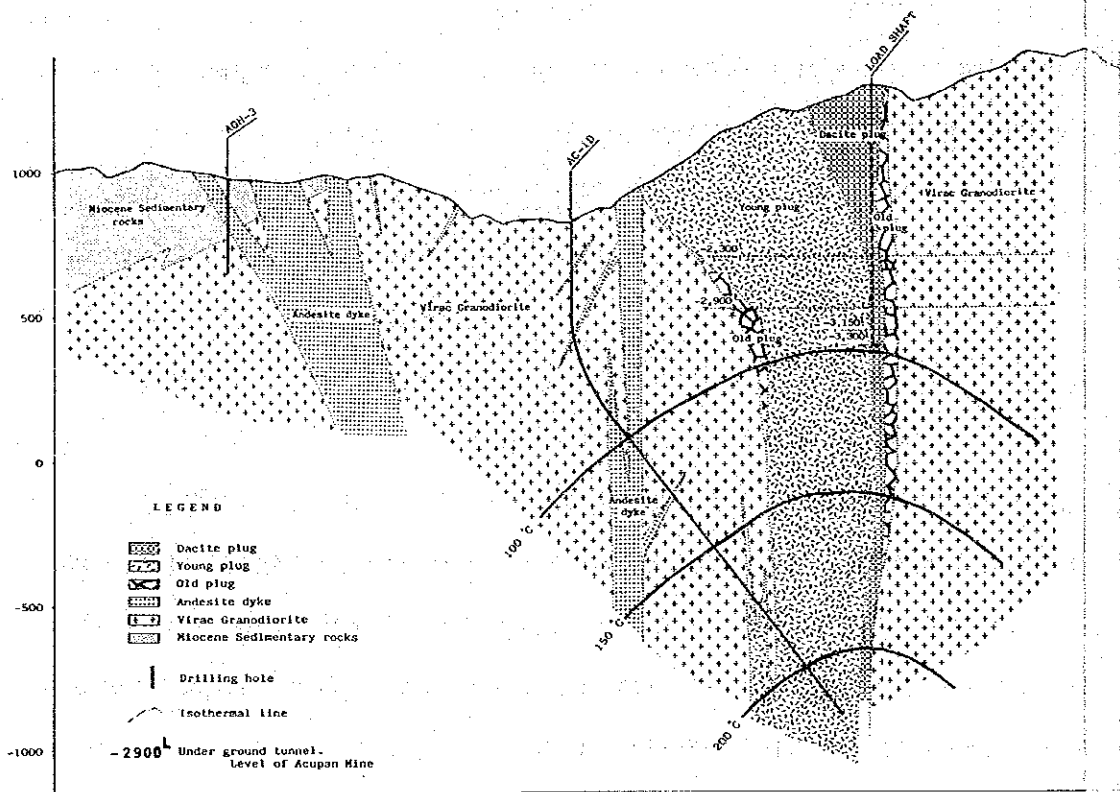 LOAD SHAFT
AGH-3
AC-1D
1000
500
0
-500
-1000
Miocene Sedimentary
rocks
Andesite dyke
Virac Granodiorite
Dacite plug
Young plug
Old
plug
Virac Granodiorite
-2,300
-2,900
Old plug
-3,150
-3,300
Andesite
dyke
100 °C
150 °C
200 °C
LEGEND
Dacite plug
Young plug
Old plug
Andesite dyke
Virac Granodiorite
Miocene Sedimentary rocks
Drilling hole
Isothermal line
-2900 L Under ground tunnel.
Level of Acupan Mine